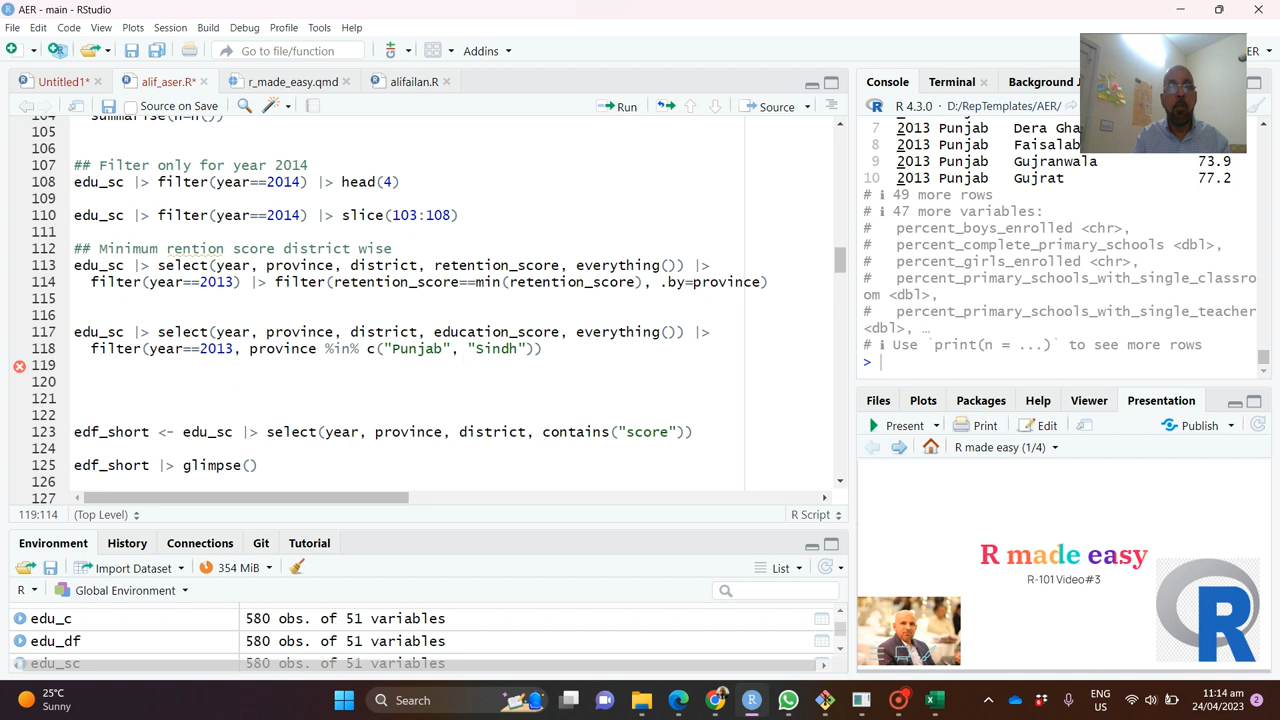 AER - main - RStudio
File Edit Code View Plots Session Build Debug Profile Tools Help
Go to file/function Addins
Untitled1* alif_aser.R* r_made_easy.qmd alifailan.R
Source on Save Run Source
104 summarise(n=n())
105
106
107 ## Filter only for year 2014
108 edu_sc |> filter(year==2014) |> head(4)
109
110 edu_sc |> filter(year==2014) |> slice(103:108)
111
112 ## Minimum rention score district wise
113 edu_sc |> select(year, province, district, retention_score, everything()) |>
114 filter(year==2013) |> filter(retention_score==min(retention_score), .by=province)
115
116
117 edu_sc |> select(year, province, district, education_score, everything()) |>
118 filter(year==2013, province %in% c("Punjab", "Sindh"))
119
120
121
122
123 edf_short <- edu_sc |> select(year, province, district, contains("score"))
124
125 edf_short |> glimpse()
126
127
119:114 (Top Level) R Script
Console Terminal Background J
R 4.3.0 · D:/RepTemplates/AER/
7 2013 Punjab Dera Gha
8 2013 Punjab Faisalab
9 2013 Punjab Gujranwala 73.9
10 2013 Punjab Gujrat 77.2
# ℹ 49 more rows
# ℹ 47 more variables:
# percent_boys_enrolled <chr>,
# percent_complete_primary_schools <dbl>,
# percent_girls_enrolled <chr>,
# percent_primary_schools_with_single_classro
om <dbl>,
# percent_primary_schools_with_single_teacher
<dbl>, …
# ℹ Use `print(n = ...)` to see more rows
>
Environment History Connections Git Tutorial
Import Dataset 354 MiB List
R Global Environment
edu_c 580 obs. of 51 variables
edu_df 580 obs. of 51 variables
edu_sc 580 obs. of 51 variables
Files Plots Packages Help Viewer Presentation
Present Print Edit Publish
R made easy (1/4)
R made easy
R-101 Video#3
R
25°C
Sunny
Search
ENG
US
11:14 am
24/04/2023
2